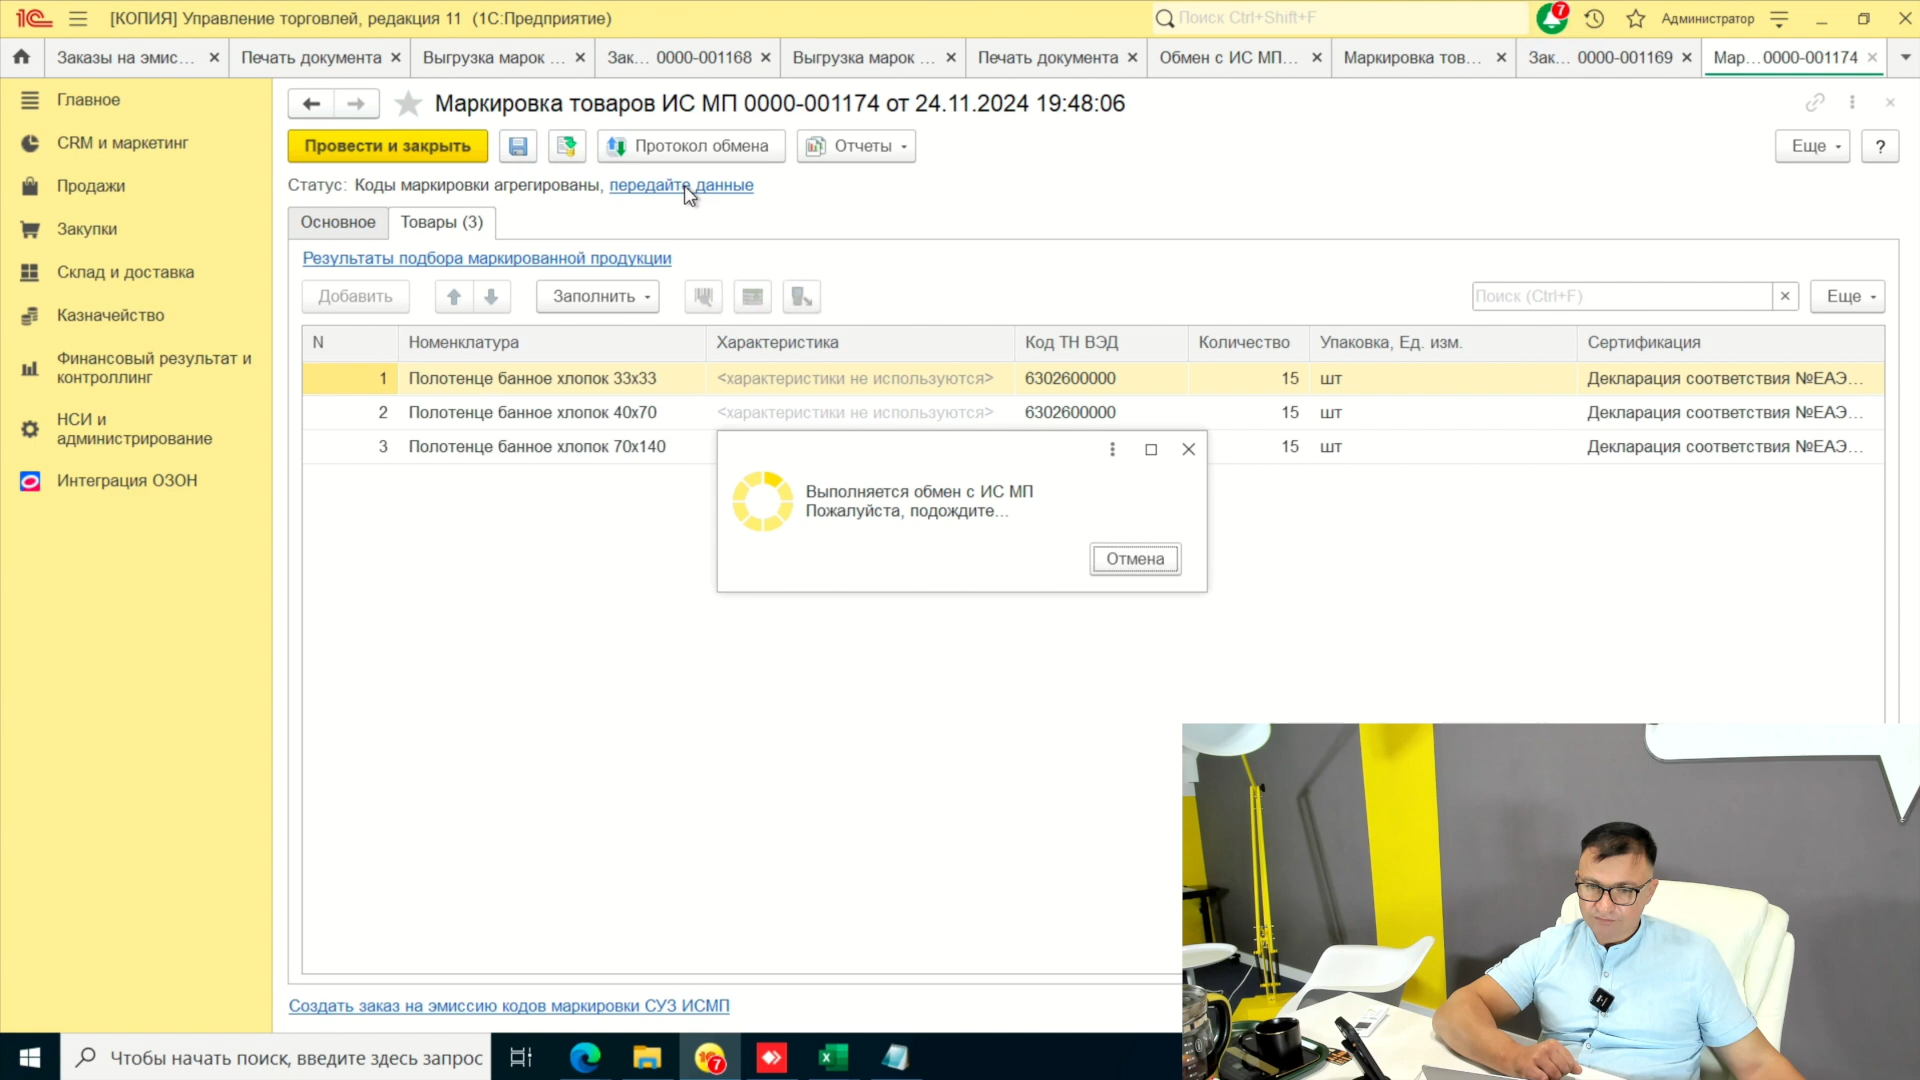 [КОПИЯ] Управление торговлей, редакция 11 (1С:Предприятие)
Поиск Ctrl+Shift+F
7
Администратор
Заказы на эмис...
Печать документа
Выгрузка марок ...
Зак... 0000-001168
Выгрузка марок ...
Печать документа
Обмен с ИС МП...
Маркировка тов...
Зак... 0000-001169
Мар...0000-001174
Главное
CRM и маркетинг
Продажи
Закупки
Склад и доставка
Казначейство
Финансовый результат и
контроллинг
НСИ и
администрирование
Интеграция ОЗОН
Маркировка товаров ИС МП 0000-001174 от 24.11.2024 19:48:06
Провести и закрыть
Протокол обмена
Отчеты
Еще
?
Статус: Коды маркировки агрегированы, передайте данные
Основное
Товары (3)
Результаты подбора маркированной продукции
Добавить
Заполнить
Поиск (Ctrl+F)
Еще
N Номенклатура Характеристика Код ТН ВЭД Количество Упаковка, Ед. изм. Сертификация
1 Полотенце банное хлопок 33х33 <характеристики не используются> 6302600000 15 шт Декларация соответствия №ЕАЭ...
2 Полотенце банное хлопок 40х70 <характеристики не используются> 6302600000 15 шт Декларация соответствия №ЕАЭ...
3 Полотенце банное хлопок 70х140 15 шт Декларация соответствия №ЕАЭ...
Выполняется обмен с ИС МП
Пожалуйста, подождите...
Отмена
Создать заказ на эмиссию кодов маркировки СУЗ ИСМП
Чтобы начать поиск, введите здесь запрос
7